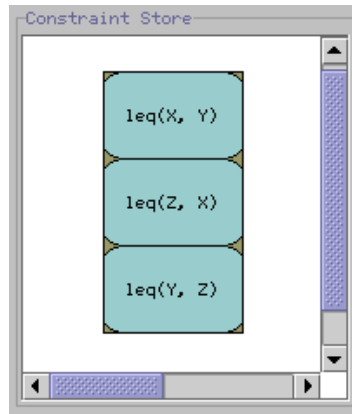 Constraint Store
leq(X, Y)
leq(Z, X)
leq(Y, Z)